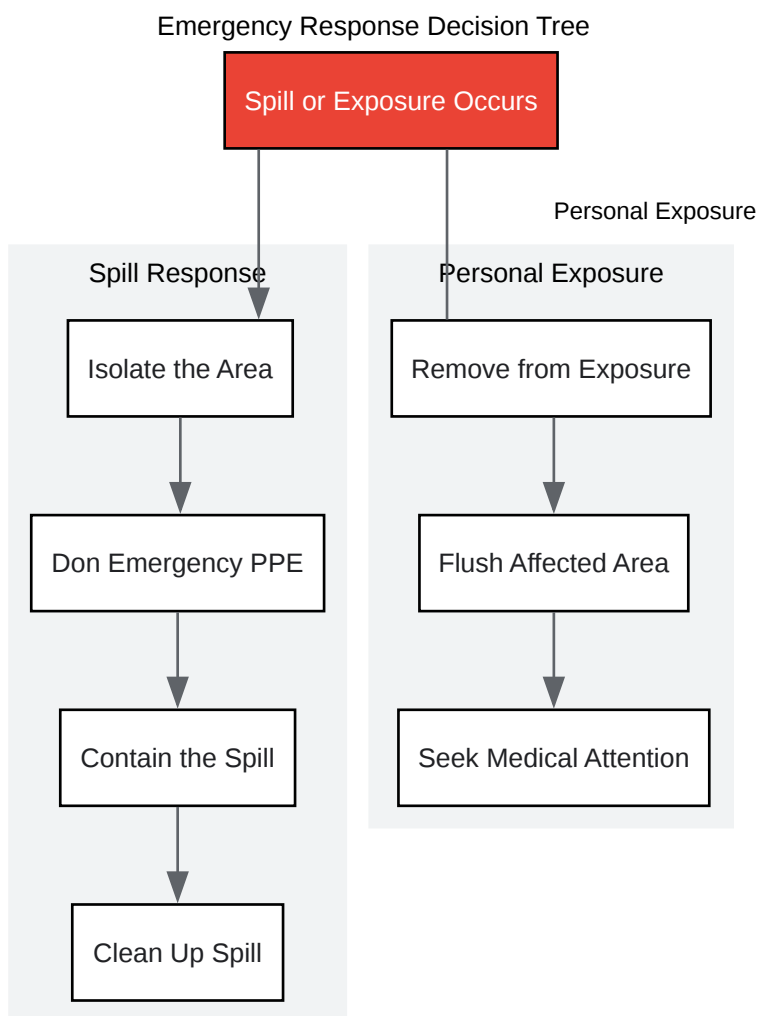 Emergency Response Decision Tree
Spill or Exposure Occurs
Personal Exposure
Spill Response
Isolate the Area
Don Emergency PPE
Contain the Spill
Clean Up Spill
Personal Exposure
Remove from Exposure
Flush Affected Area
Seek Medical Attention